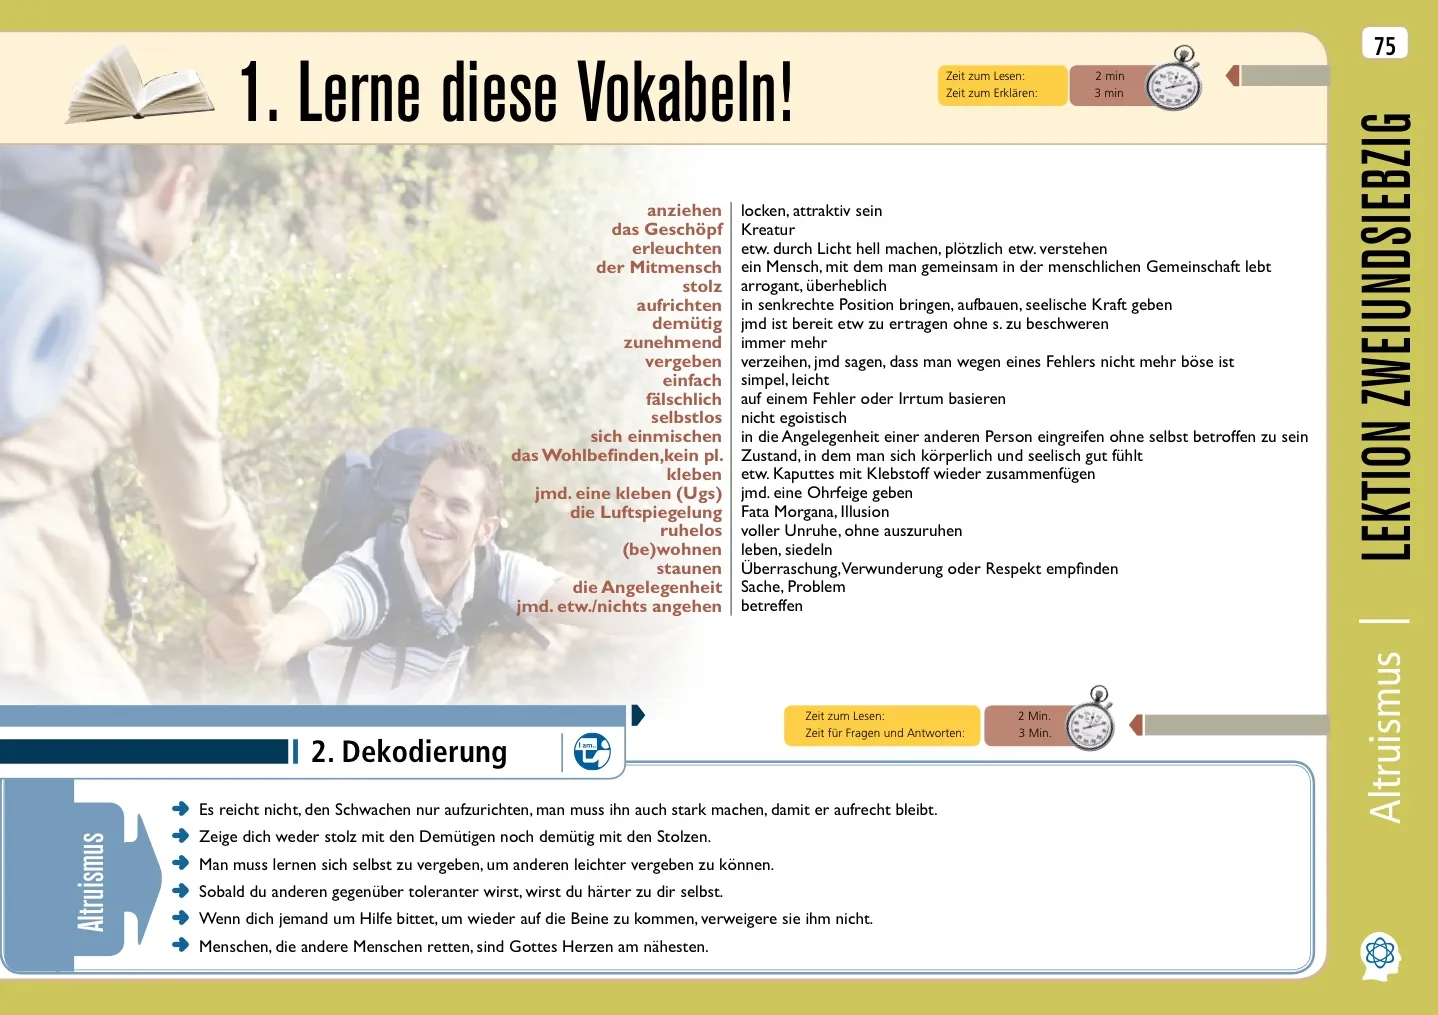 75
1. Lerne diese Vokabeln!
Zeit zum Lesen: 2 min
Zeit zum Erklären: 3 min
anziehen locken, attraktiv sein
das Geschöpf Kreatur
erleuchten etw. durch Licht hell machen, plötzlich etw. verstehen
der Mitmensch ein Mensch, mit dem man gemeinsam in der menschlichen Gemeinschaft lebt
stolz arrogant, überheblich
aufrichten in senkrechte Position bringen, aufbauen, seelische Kraft geben
demütig jmd ist bereit etw zu ertragen ohne s. zu beschweren
zunehmend immer mehr
vergeben verzeihen, jmd sagen, dass man wegen eines Fehlers nicht mehr böse ist
einfach simpel, leicht
fälschlich auf einem Fehler oder Irrtum basieren
selbstlos nicht egoistisch
sich einmischen in die Angelegenheit einer anderen Person eingreifen ohne selbst betroffen zu sein
das Wohlbefinden,kein pl. Zustand, in dem man sich körperlich und seelisch gut fühlt
kleben etw. Kaputtes mit Klebstoff wieder zusammenfügen
jmd. eine kleben (Ugs) jmd. eine Ohrfeige geben
die Luftspiegelung Fata Morgana, Illusion
ruhelos voller Unruhe, ohne auszuruhen
(be)wohnen leben, siedeln
staunen Überraschung,Verwunderung oder Respekt empfinden
die Angelegenheit Sache, Problem
jmd. etw./nichts angehen betreffen
2. Dekodierung
I am...
Zeit zum Lesen: 2 Min.
Zeit für Fragen und Antworten: 3 Min.
Altruismus
Es reicht nicht, den Schwachen nur aufzurichten, man muss ihn auch stark machen, damit er aufrecht bleibt.
Zeige dich weder stolz mit den Demütigen noch demütig mit den Stolzen.
Man muss lernen sich selbst zu vergeben, um anderen leichter vergeben zu können.
Sobald du anderen gegenüber toleranter wirst, wirst du härter zu dir selbst.
Wenn dich jemand um Hilfe bittet, um wieder auf die Beine zu kommen, verweigere sie ihm nicht.
Menschen, die andere Menschen retten, sind Gottes Herzen am nähesten.
LEKTION ZWEIUNDSIEBZIG
Altruismus